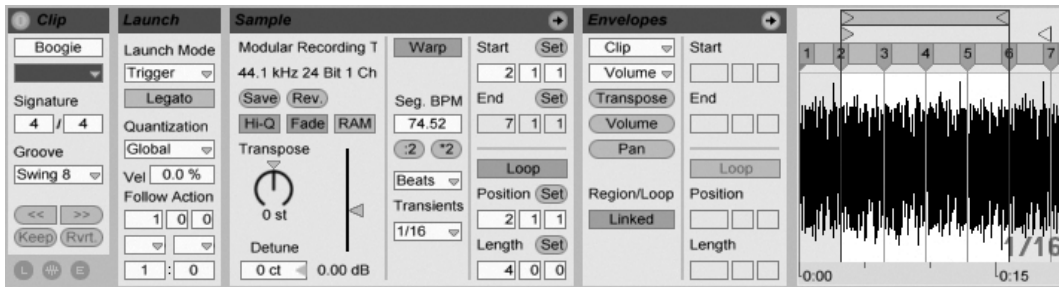 Clip
Boogie
Signature
4 / 4
Groove
Swing 8
<< >>
Keep Rvrt.
L E
Launch
Launch Mode
Trigger
Legato
Quantization
Global
Vel 0.0 %
Follow Action
1 0 0
1 : 0
Sample
Modular Recording T
44.1 kHz 24 Bit 1 Ch
Save Rev.
Hi-Q Fade RAM
Transpose
0 st
Detune
0 ct 0.00 dB
Warp
Seg. BPM
74.52
:2 *2
Beats
Transients
1/16
Start Set
2 1 1
End Set
7 1 1
Loop
Position Set
2 1 1
Length Set
4 0 0
Envelopes
Clip
Volume
Transpose
Volume
Pan
Region/Loop
Linked
Start
End
Loop
Position
Length
1 2 3 4 5 6 7
1/16
0:00 0:15